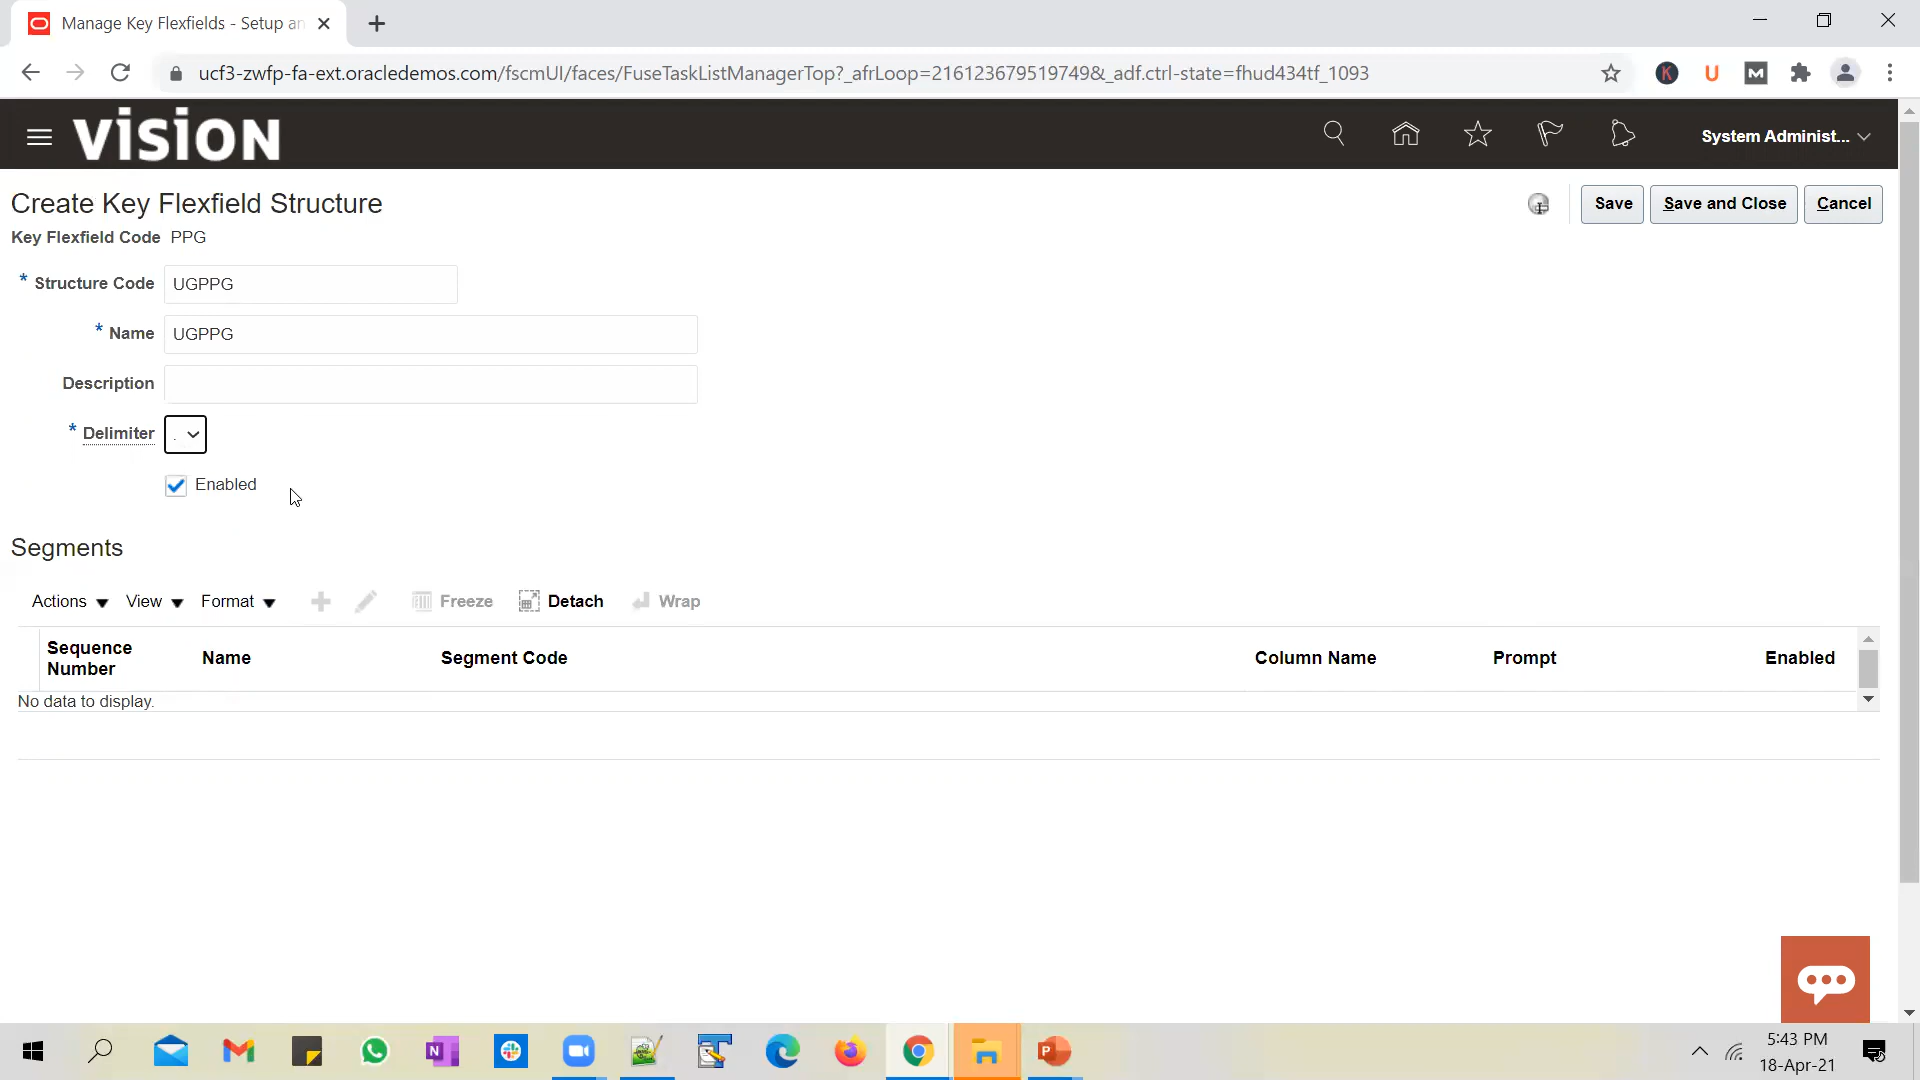 Manage Key Flexfields - Setup an
ucf3-zwfp-fa-ext.oracledemos.com/fscmUI/faces/FuseTaskListManagerTop?_afrLoop=216123679519749&_adf.ctrl-state=fhud434tf_1093
K U M
VISION
System Administ...
Create Key Flexfield Structure
Save
Save and Close
Cancel
Key Flexfield Code PPG
* Structure Code UGPPG
* Name UGPPG
Description
* Delimiter .
Enabled
Segments
Actions View Format Freeze Detach Wrap
Sequence Number Name Segment Code Column Name Prompt Enabled
No data to display.
N P
5:43 PM
18-Apr-21